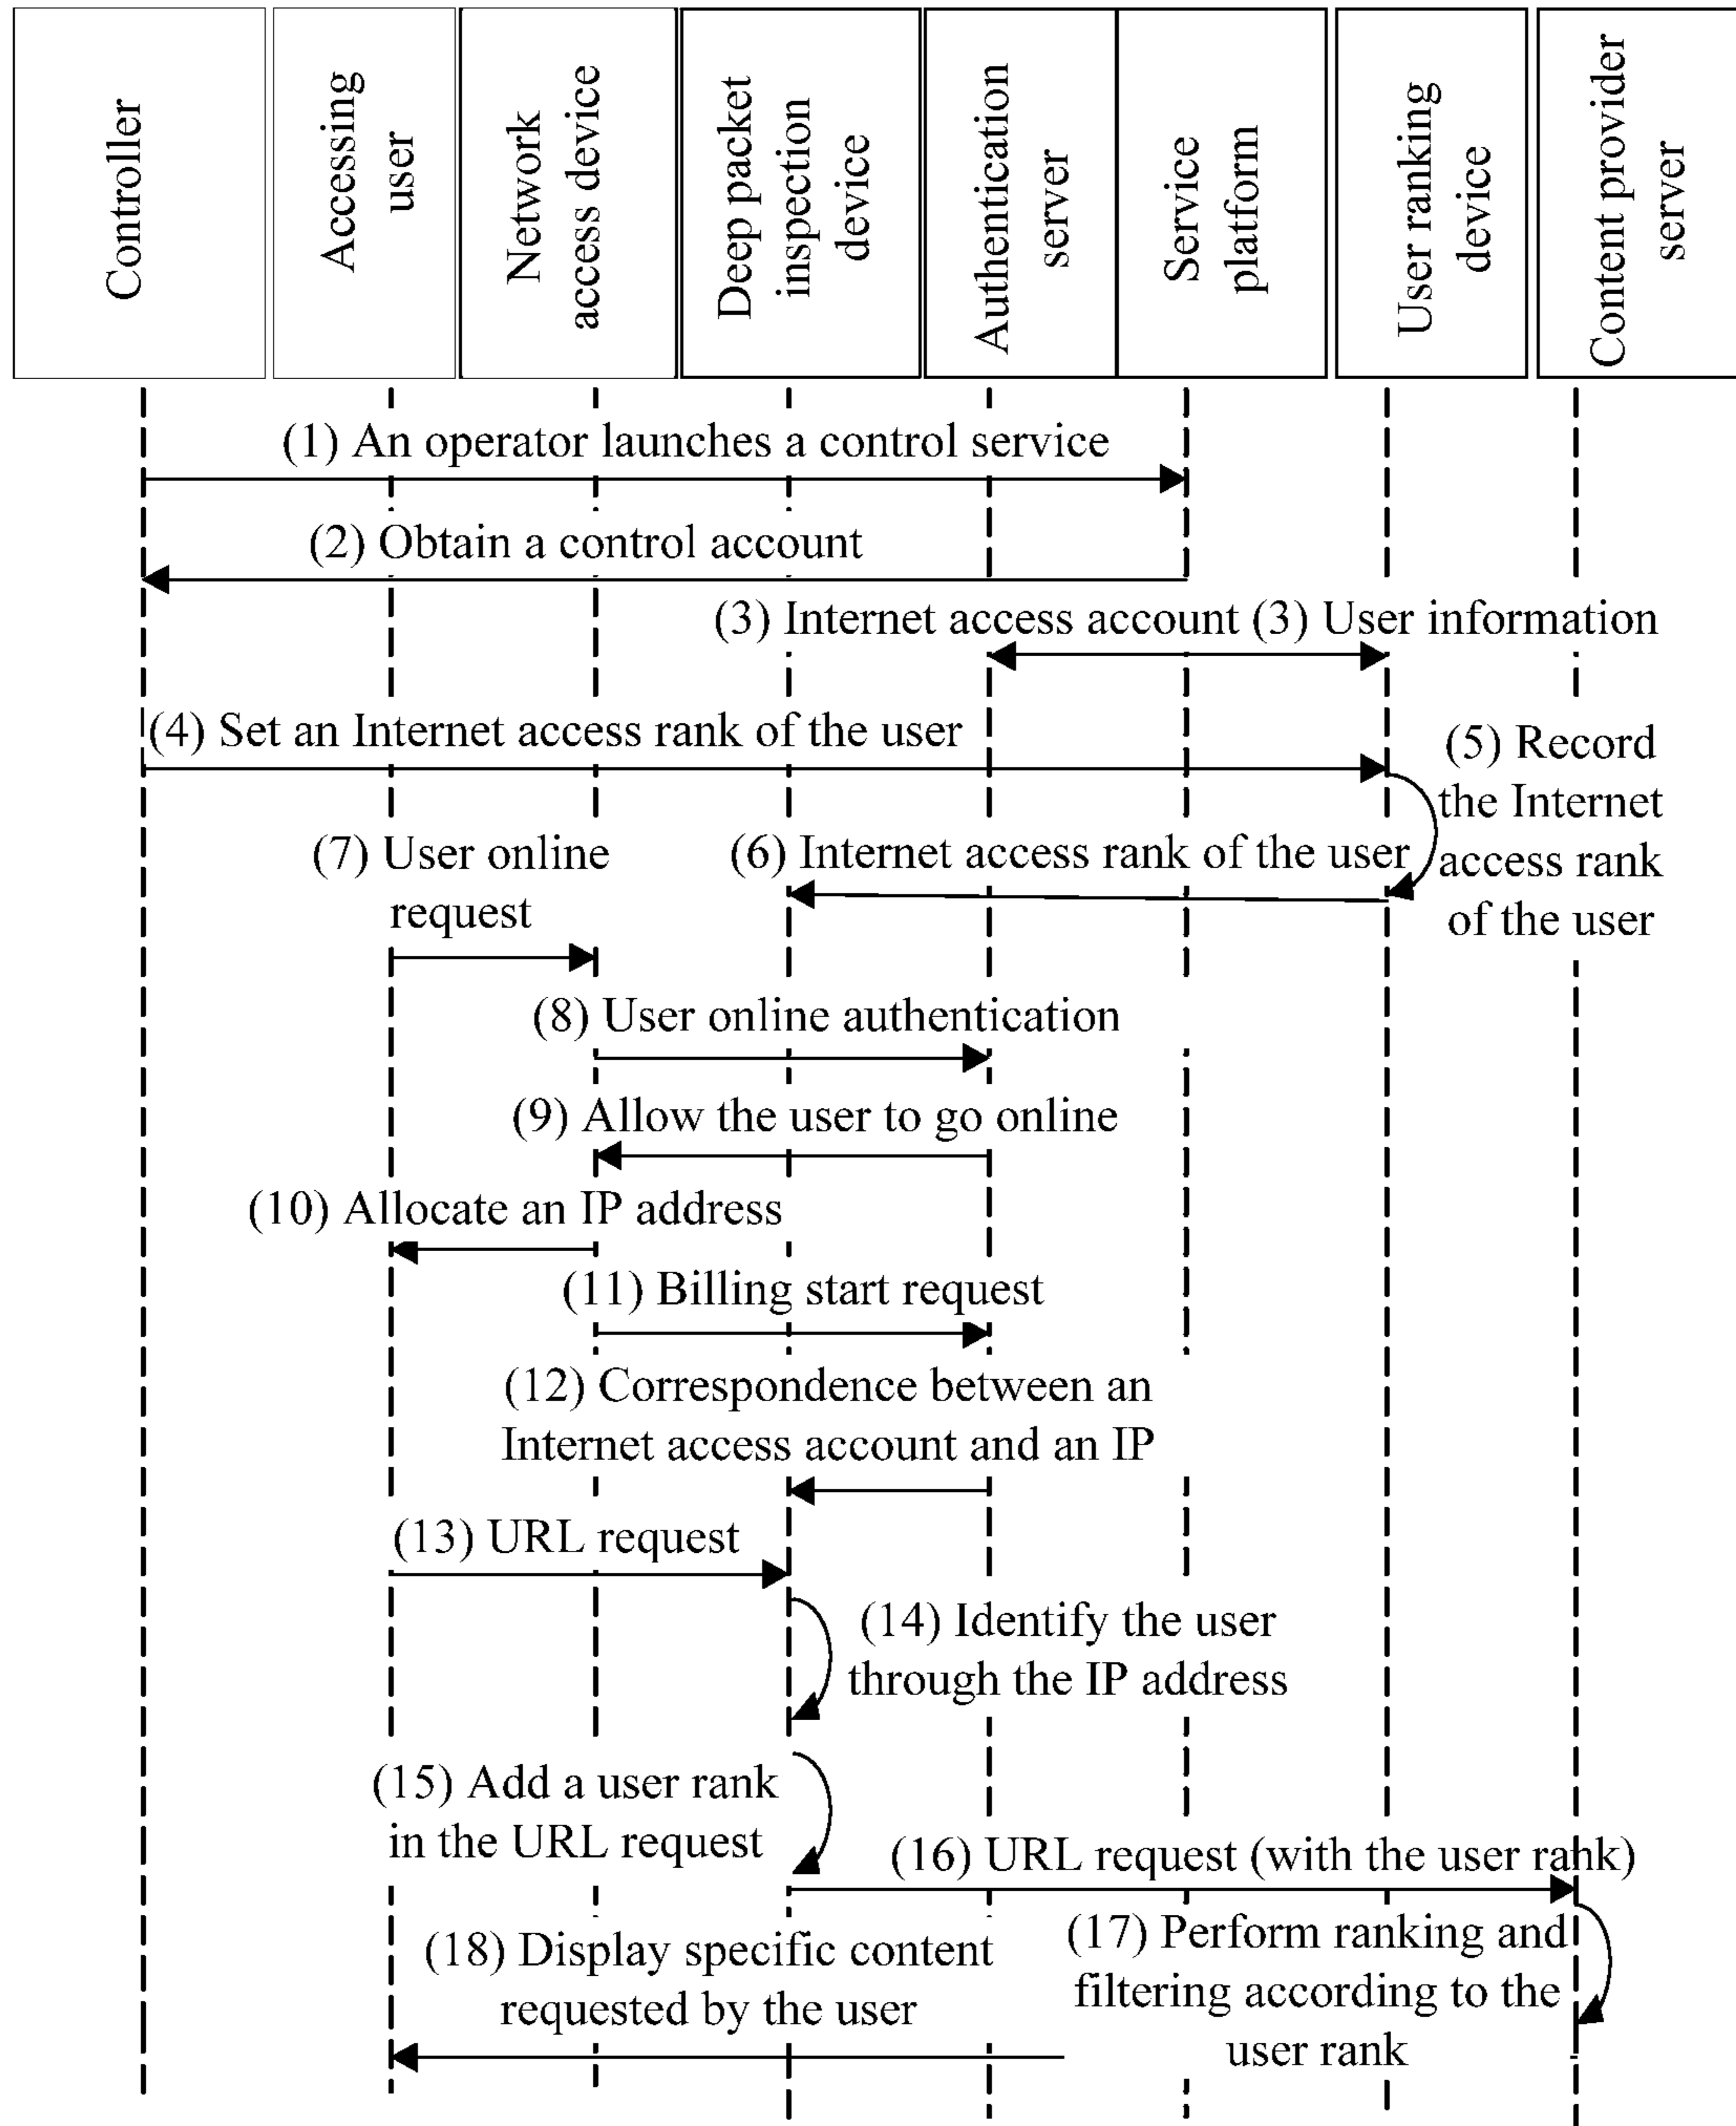 Controller
Accessing
user
Network
access device
Deep packet
inspection
device
Authentication
server
Service
platform
User ranking
device
Content provider
server
(1) An operator launches a control service
(2) Obtain a control account
(3) Internet access account (3) User information
(4) Set an Internet access rank of the user
(5) Record
the Internet
access rank
of the user
(7) User online
request
(6) Internet access rank of the user
(8) User online authentication
(9) Allow the user to go online
(10) Allocate an IP address
(11) Billing start request
(12) Correspondence between an
Internet access account and an IP
(13) URL request
(14) Identify the user
through the IP address
(15) Add a user rank
in the URL request
(16) URL request (with the user rank)
(17) Perform ranking and
filtering according to the
user rank
(18) Display specific content
requested by the user